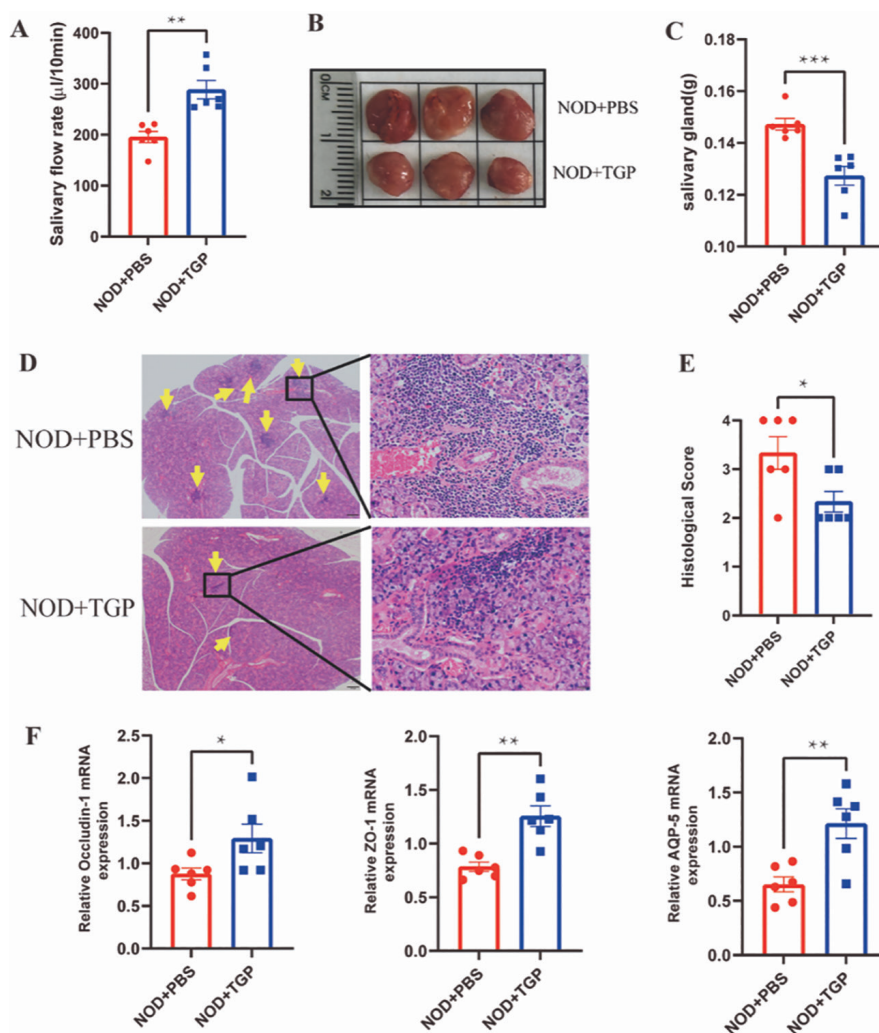 A
Salivary flow rate (μl/10min)
400
300
200
100
0
**
NOD+PBS
NOD+TGP
B
0 CM
1
2
NOD+PBS
NOD+TGP
C
salivary gland(g)
0.18
0.16
0.14
0.12
0.10
***
NOD+PBS
NOD+TGP
D
NOD+PBS
NOD+TGP
E
Histological Score
4
3
2
1
0
*
NOD+PBS
NOD+TGP
F
Relative Occludin-1 mRNA
expression
2.5
2.0
1.5
1.0
0.5
0.0
*
NOD+PBS
NOD+TGP
Relative ZO-1 mRNA
expression
2.0
1.5
1.0
0.5
0.0
**
NOD+PBS
NOD+TGP
Relative AQP-5 mRNA
expression
2.0
1.5
1.0
0.5
0.0
**
NOD+PBS
NOD+TGP